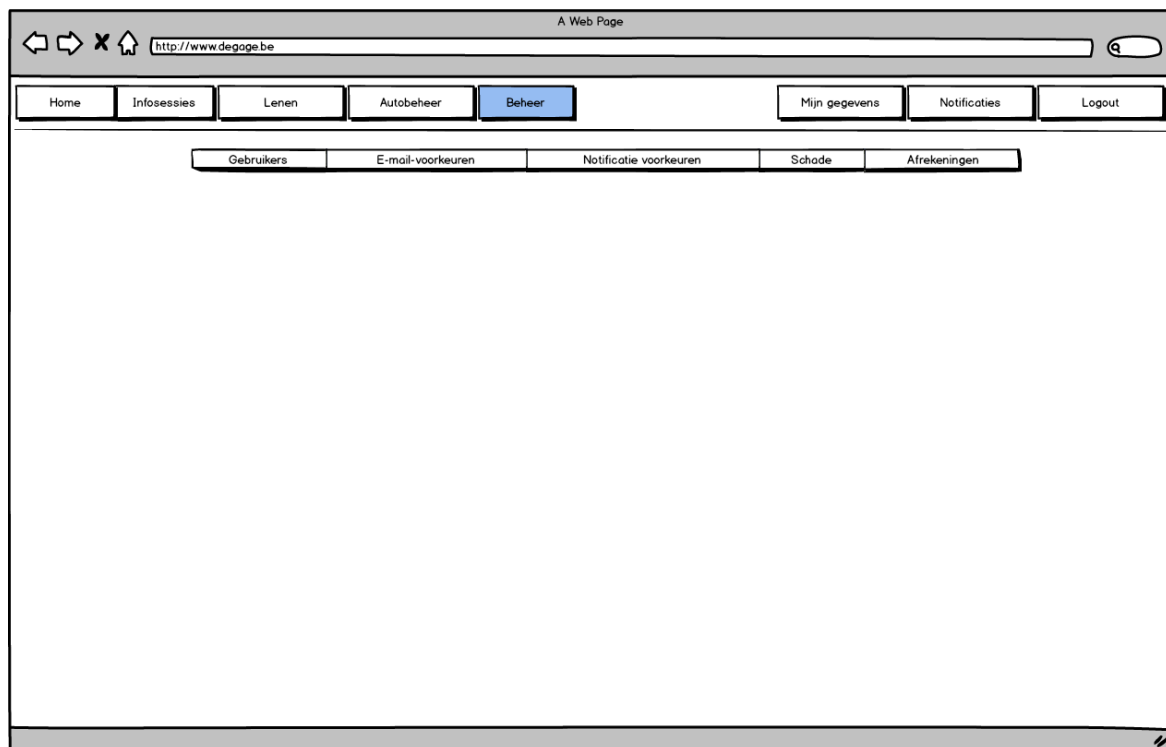 A Web Page
http://www.degage.be
Home Infosessies Lenen Autobeheer Beheer Mijn gegevens Notificaties Logout
Gebruikers E-mail-voorkeuren Notificatie voorkeuren Schade Afrekeningen